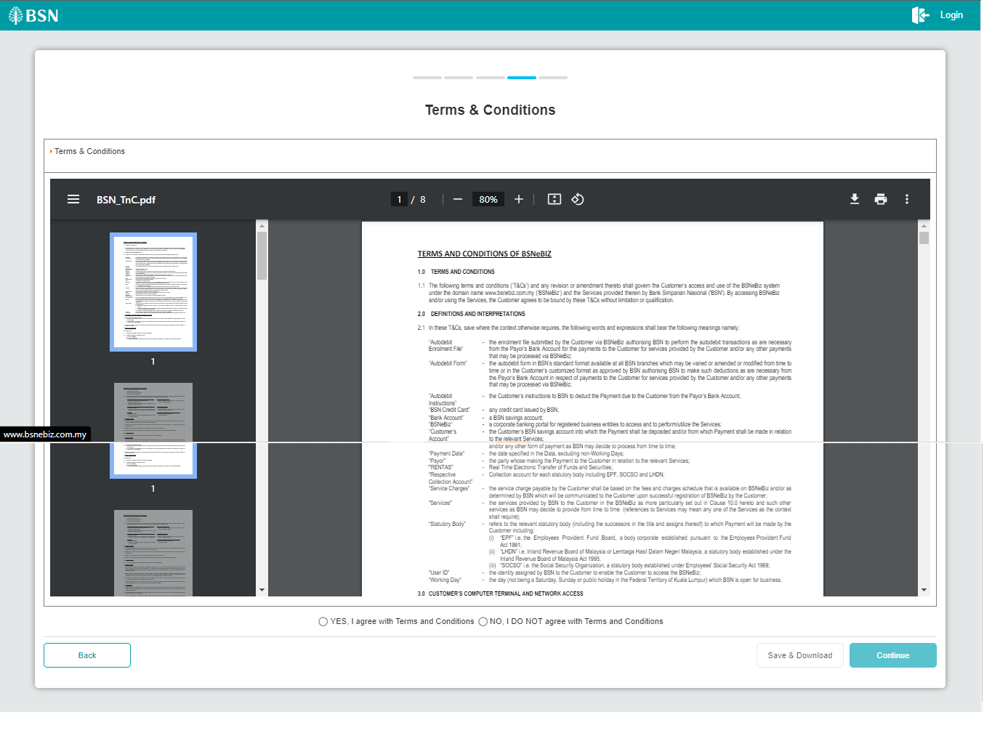 BSN
Login
Terms & Conditions
Terms & Conditions
BSN_TnC.pdf
1 / 8
80%
TERMS AND CONDITIONS OF BSNeBIZ
1.0 TERMS AND CONDITIONS
1.1 The following terms and conditions ('T&Cs') and any revision or amendment thereto shall govern the Customer's access and use of the BSNeBiz system
under the domain name www.bsnebiz.com.my ('BSNeBiz') and the Services provided therein by Bank Simpanan Nasional ('BSN'). By accessing BSNeBiz
and/or using the Services, the Customer agrees to be bound by these T&Cs without limitation or qualification.
2.0 DEFINITIONS AND INTERPRETATIONS
2.1 In these T&Cs, save where the context otherwise requires, the following words and expressions shall bear the following meanings namely:
"Autodebit - the enrolment file submitted by the Customer via BSNeBiz authorising BSN to perform the autodebit transactions as are necessary
Enrolment File" from the Payor's Bank Account for the payments to the Customer for services provided by the Customer and/or any other payments
that may be processed via BSNeBiz;
"Autodebit Form" - the autodebit form in BSN's standard format available at all BSN branches which may be varied or amended or modified from time to
time or in the Customer's customized format as approved by BSN authorising BSN to make such deductions as are necessary from
the Payor's Bank Account in respect of payments to the Customer for services provided by the Customer and/or any other payments
that may be processed via BSNeBiz;
"Autodebit - the Customer's instructions to BSN to deduct the Payment due to the Customer from the Payor's Bank Account;
Instructions"
"BSN Credit Card" - any credit card issued by BSN;
"Bank Account" - a BSN savings account;
"BSNeBiz" - a corporate banking portal for registered business entities to access and to perform/utilize the Services;
"Customer's - the Customer's BSN savings account into which the Payment shall be deposited and/or from which Payment shall be made in relation
Account" to the relevant Services;
1
www.bsnebiz.com.my
and/or any other form of payment as BSN may decide to process from time to time;
"Payment Date" - the date specified in the Data, excluding non-Working Days;
"Payor" - the party whose making the Payment to the Customer in relation to the relevant Services;
"RENTAS" - Real Time Electronic Transfer of Funds and Securities;
"Respective - Collection account for each statutory body including EPF, SOCSO and LHDN;
Collection Account"
"Service Charges" - the service charge payable by the Customer shall be based on the fees and charges schedule that is available on BSNeBiz and/or as
determined by BSN which will be communicated to the Customer upon successful registration of BSNeBiz by the Customer;
"Services" - the services provided by BSN to the Customer in the BSNeBiz as more particularly set out in Clause 10.0 hereto and such other
services as BSN may decide to provide from time to time (references to Services may mean any one of the Services as the context
shall require);
"Statutory Body" - refers to the relevant statutory body (including the successors in the title and assigns thereof) to which Payment will be made by the
Customer including:
(i) "EPF" i.e. the Employees Provident Fund Board, a body corporate established pursuant to the Employees Provident Fund
Act 1991;
(ii) "LHDN" i.e. Inland Revenue Board of Malaysia or Lembaga Hasil Dalam Negeri Malaysia, a statutory body established under the
Inland Revenue Board of Malaysia Act 1995;
(iii) "SOCSO" i.e. the Social Security Organization, a statutory body established under Employees' Social Security Act 1969;
"User ID" - the identity assigned by BSN to the Customer to enable the Customer to access the BSNeBiz;
"Working Day" - the day (not being a Saturday, Sunday or public holiday in the Federal Territory of Kuala Lumpur) which BSN is open for business.
3.0 CUSTOMER'S COMPUTER TERMINAL AND NETWORK ACCESS
1
YES, I agree with Terms and Conditions NO, I DO NOT agree with Terms and Conditions
Back
Save & Download
Continue